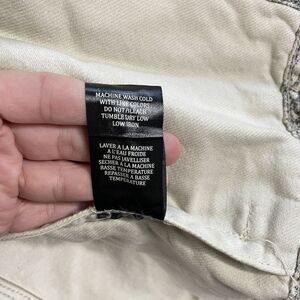 MACHINE WASH COLD
WITH LIKE COLORS
DO NOT BLEACH
TUMBLE DRY LOW
LOW IRON
LAVER A LA MACHINE
A L'EAU FROIDE
NE PAS JAVELLISER
SECHER A LA MACHINE
BASSE TEMPERATURE
REPASSER A BASSE
TEMPERATURE